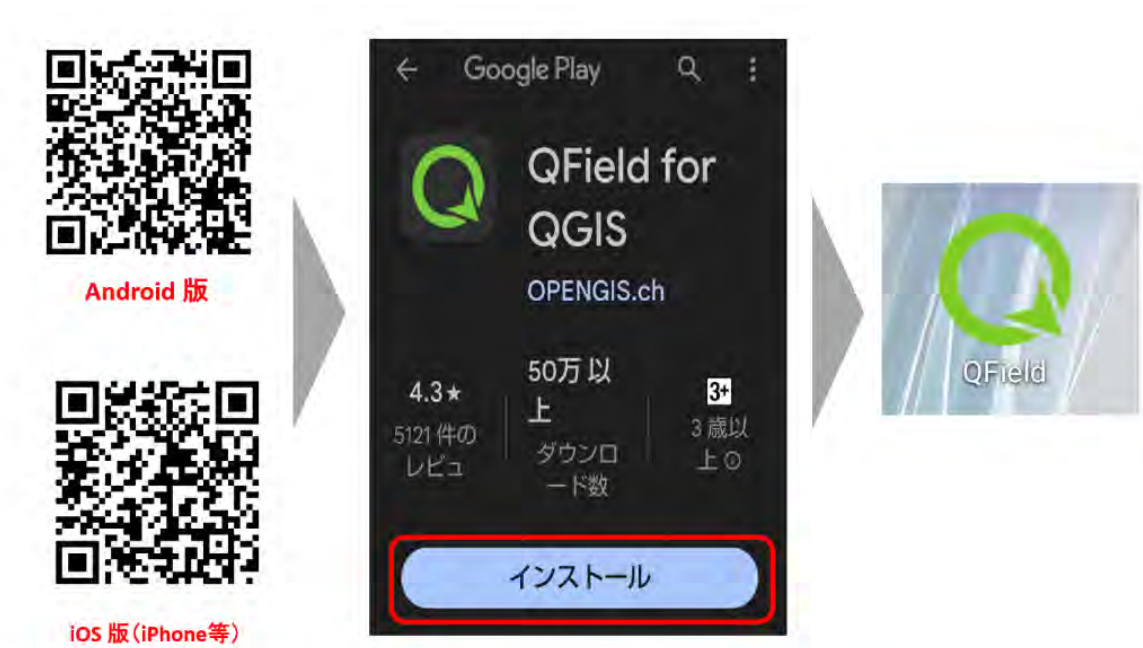 Android 版
iOS 版（iPhone等）
Google Play
QField for
QGIS
OPENGIS.ch
4.3★
5121 件の
レビュ
50万 以
上
ダウンロ
ード数
3+
3 歳以
上
インストール
QField